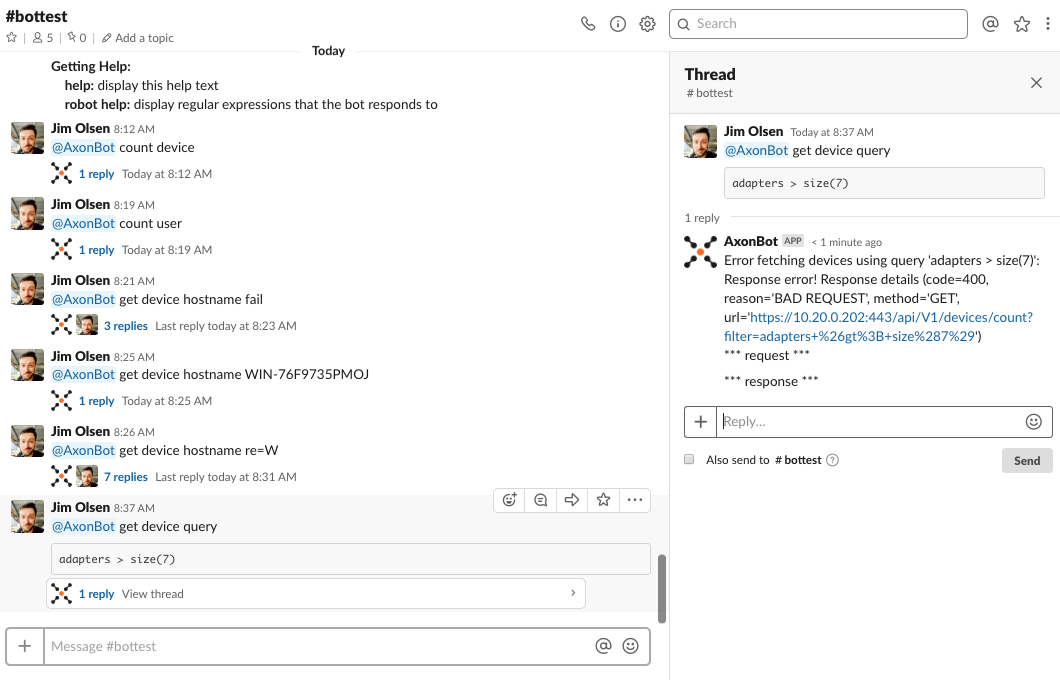 #bottest
5 | 0 | Add a topic
Search
Today
Getting Help:
help: display this help text
robot help: display regular expressions that the bot responds to
Jim Olsen 8:12 AM
@AxonBot count device
1 reply Today at 8:12 AM
Jim Olsen 8:19 AM
@AxonBot count user
1 reply Today at 8:19 AM
Jim Olsen 8:21 AM
@AxonBot get device hostname fail
3 replies Last reply today at 8:23 AM
Jim Olsen 8:25 AM
@AxonBot get device hostname WIN-76F9735PMOJ
1 reply Today at 8:25 AM
Jim Olsen 8:26 AM
@AxonBot get device hostname re=W
7 replies Last reply today at 8:31 AM
Jim Olsen 8:37 AM
@AxonBot get device query
adapters > size(7)
1 reply View thread
Message #bottest
Thread
# bottest
Jim Olsen Today at 8:37 AM
@AxonBot get device query
adapters > size(7)
1 reply
AxonBot APP < 1 minute ago
Error fetching devices using query 'adapters > size(7)':
Response error! Response details (code=400,
reason='BAD REQUEST', method='GET',
url='https://10.20.0.202:443/api/V1/devices/count?
filter=adapters+%26gt%3B+size%287%29')
*** request ***
*** response ***
Reply…
Also send to # bottest ?
Send